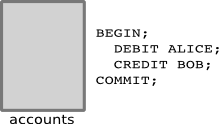 BEGIN;
  DEBIT ALICE;
  CREDIT BOB;
COMMIT;
accounts